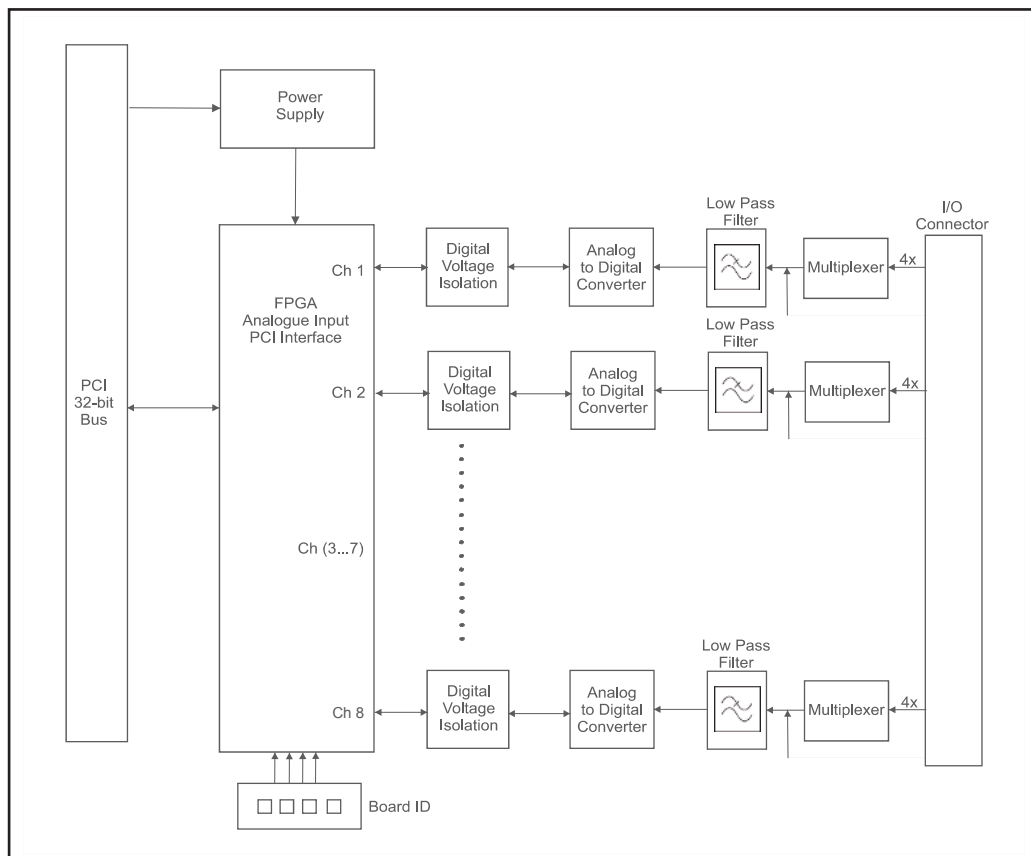 Power
Supply
PCI
32-bit
Bus
FPGA
Analogue Input
PCI Interface
Ch 1
Ch 2
Ch (3...7)
Ch 8
Board ID
Digital
Voltage
Isolation
Analog
to Digital
Converter
Low Pass
Filter
Multiplexer
4x
I/O
Connector
Digital
Voltage
Isolation
Analog
to Digital
Converter
Low Pass
Filter
Multiplexer
4x
Digital
Voltage
Isolation
Analog
to Digital
Converter
Low Pass
Filter
Multiplexer
4x